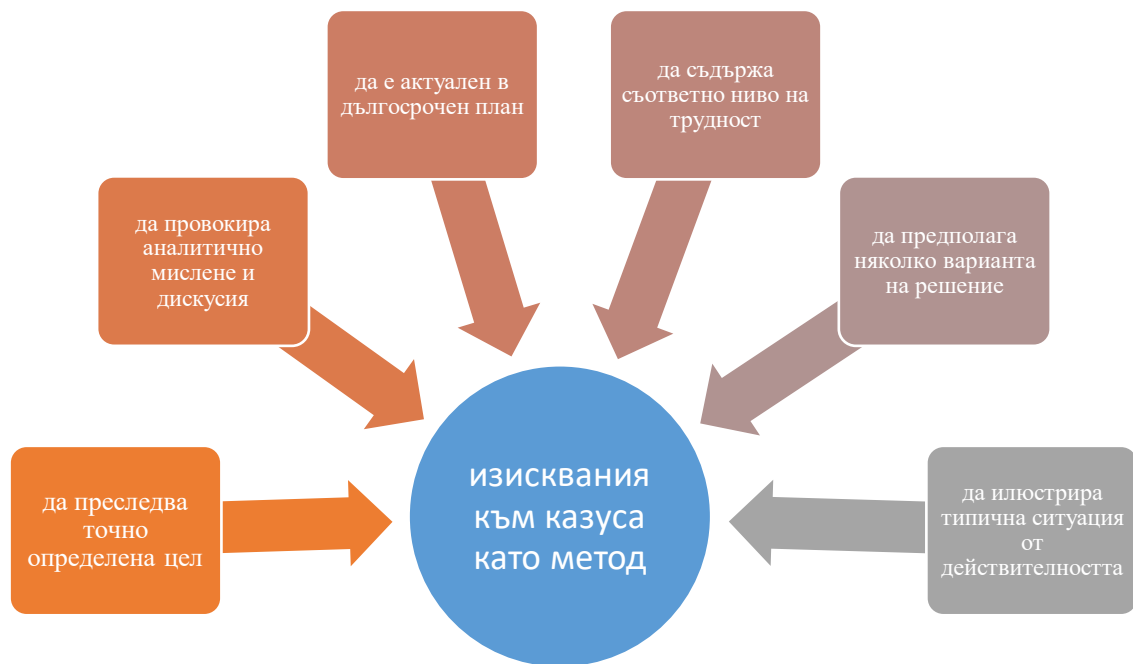 да преследва
точно
определена цел
да провокира
аналитично
мислене и
дискусия
да е актуален в
дългосрочен план
да съдържа
съответно ниво на
трудност
да предполага
няколко варианта
на решение
да илюстрира
типична ситуация
от
действителността
изисквания
към казуса
като метод